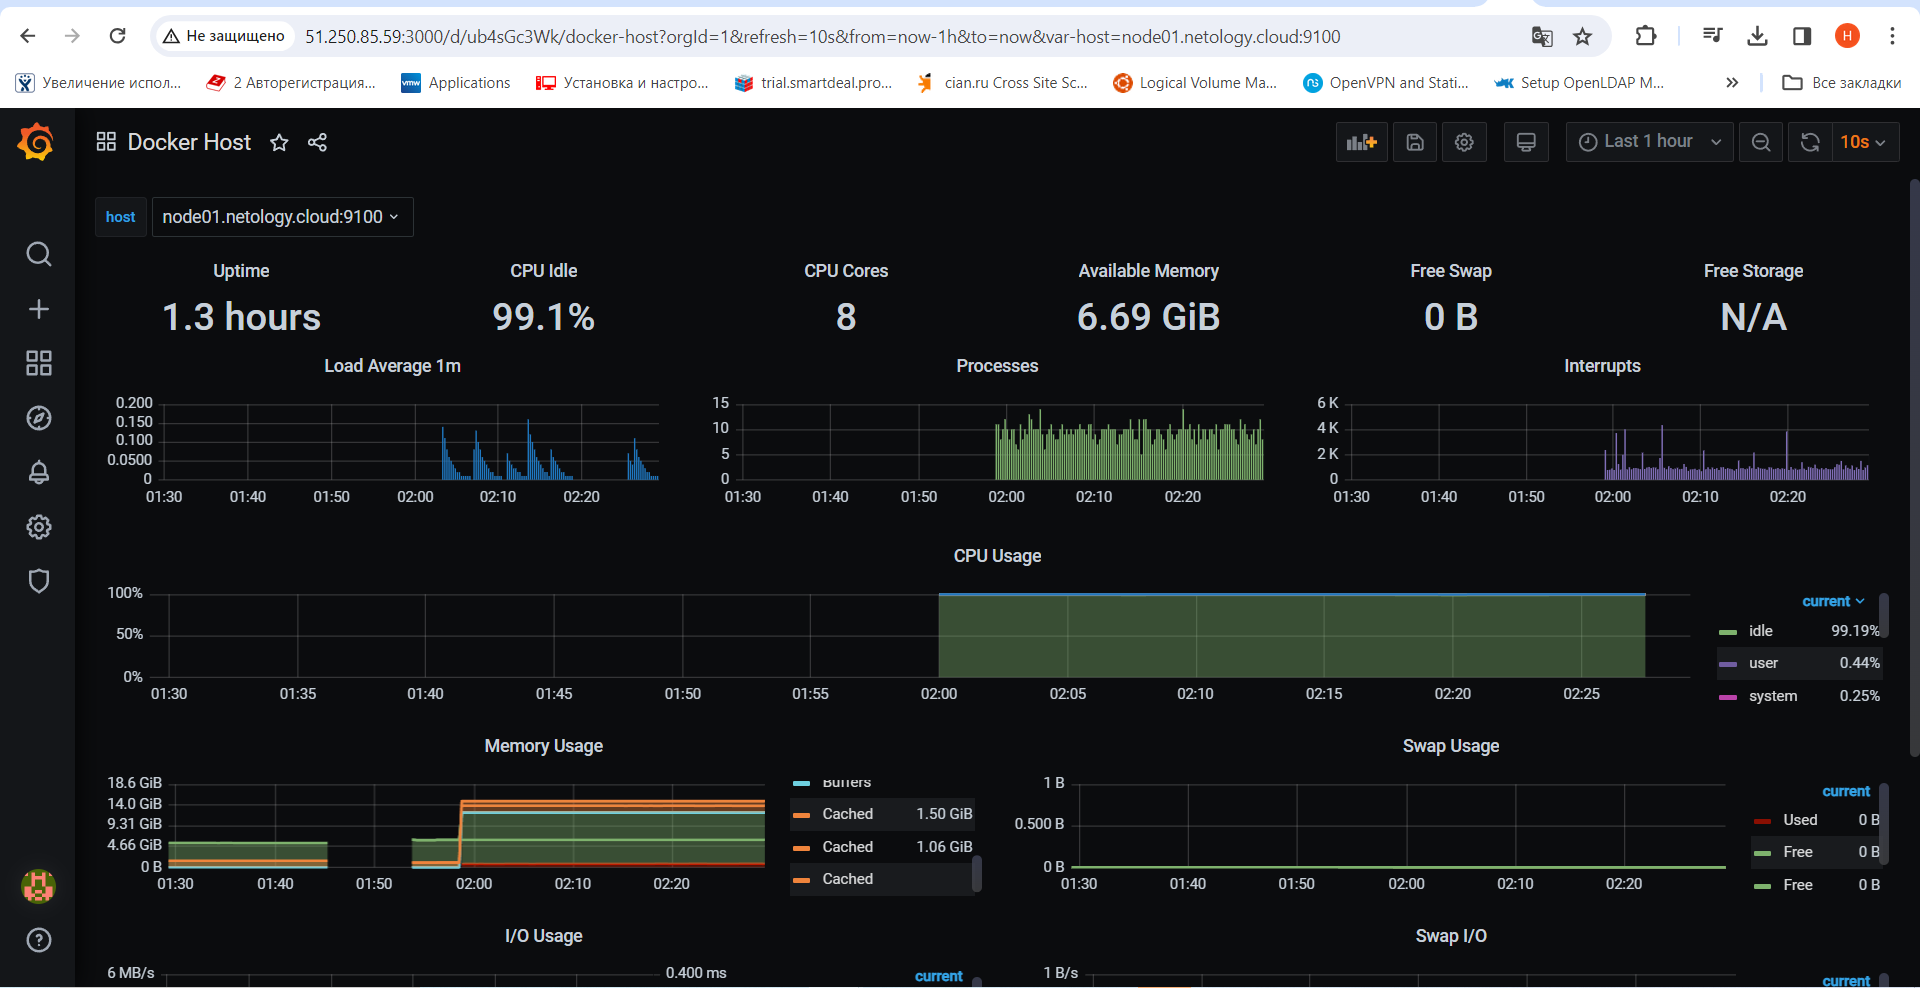 Не защищено 51.250.85.59:3000/d/ub4sGc3Wk/docker-host?orgId=1&refresh=10s&from=now-1h&to=now&var-host=node01.netology.cloud:9100 H
Увеличение испол... 2 Авторегистрация... vmw Applications Установка и настро... trial.smartdeal.pro... cian.ru Cross Site Sc... Logical Volume Ma... ns OpenVPN and Stati... Setup OpenLDAP M... » Все закладки
Docker Host Last 1 hour 10s
host node01.netology.cloud:9100
Uptime CPU Idle CPU Cores Available Memory Free Swap Free Storage
1.3 hours 99.1% 8 6.69 GiB 0 B N/A
Load Average 1m
0.200
0.150
0.100
0.0500
0
01:30 01:40 01:50 02:00 02:10 02:20
Processes
15
10
5
0
01:30 01:40 01:50 02:00 02:10 02:20
Interrupts
6 K
4 K
2 K
0
01:30 01:40 01:50 02:00 02:10 02:20
CPU Usage
100%
50%
0%
01:30 01:35 01:40 01:45 01:50 01:55 02:00 02:05 02:10 02:15 02:20 02:25
current
idle 99.19%
user 0.44%
system 0.25%
Memory Usage
18.6 GiB
14.0 GiB
9.31 GiB
4.66 GiB
0 B
01:30 01:40 01:50 02:00 02:10 02:20
Buffers
Cached 1.50 GiB
Cached 1.06 GiB
Cached
Swap Usage
1 B
0.500 B
0 B
01:30 01:40 01:50 02:00 02:10 02:20
current
Used 0 B
Free 0 B
Free 0 B
I/O Usage
6 MB/s 0.400 ms current
Swap I/O
1 B/s current